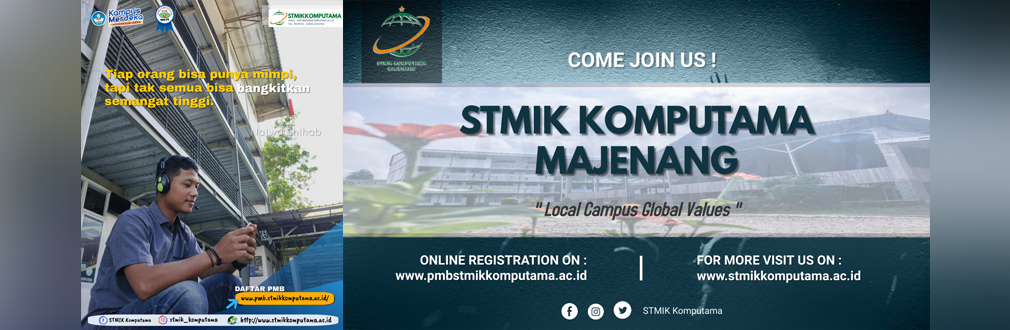 Kampus
Merdeka
STMIK KOMPUTAMA
Tiap orang bisa punya mimpi,
tapi tak semua bisa bangkitkan
semangat tinggi.
DAFTAR PMB
www.pmb.stmikkomputama.ac.id/
STMIK Komputama
stmik_komputama
http://www.stmikkomputama.ac.id
STMIK KOMPUTAMA
MAJENANG
COME JOIN US !
STMIK KOMPUTAMA
MAJENANG
" Local Campus Global Values "
ONLINE REGISTRATION ON :
www.pmbstmikkomputama.ac.id
FOR MORE VISIT US ON :
www.stmikkomputama.ac.id
STMIK Komputama